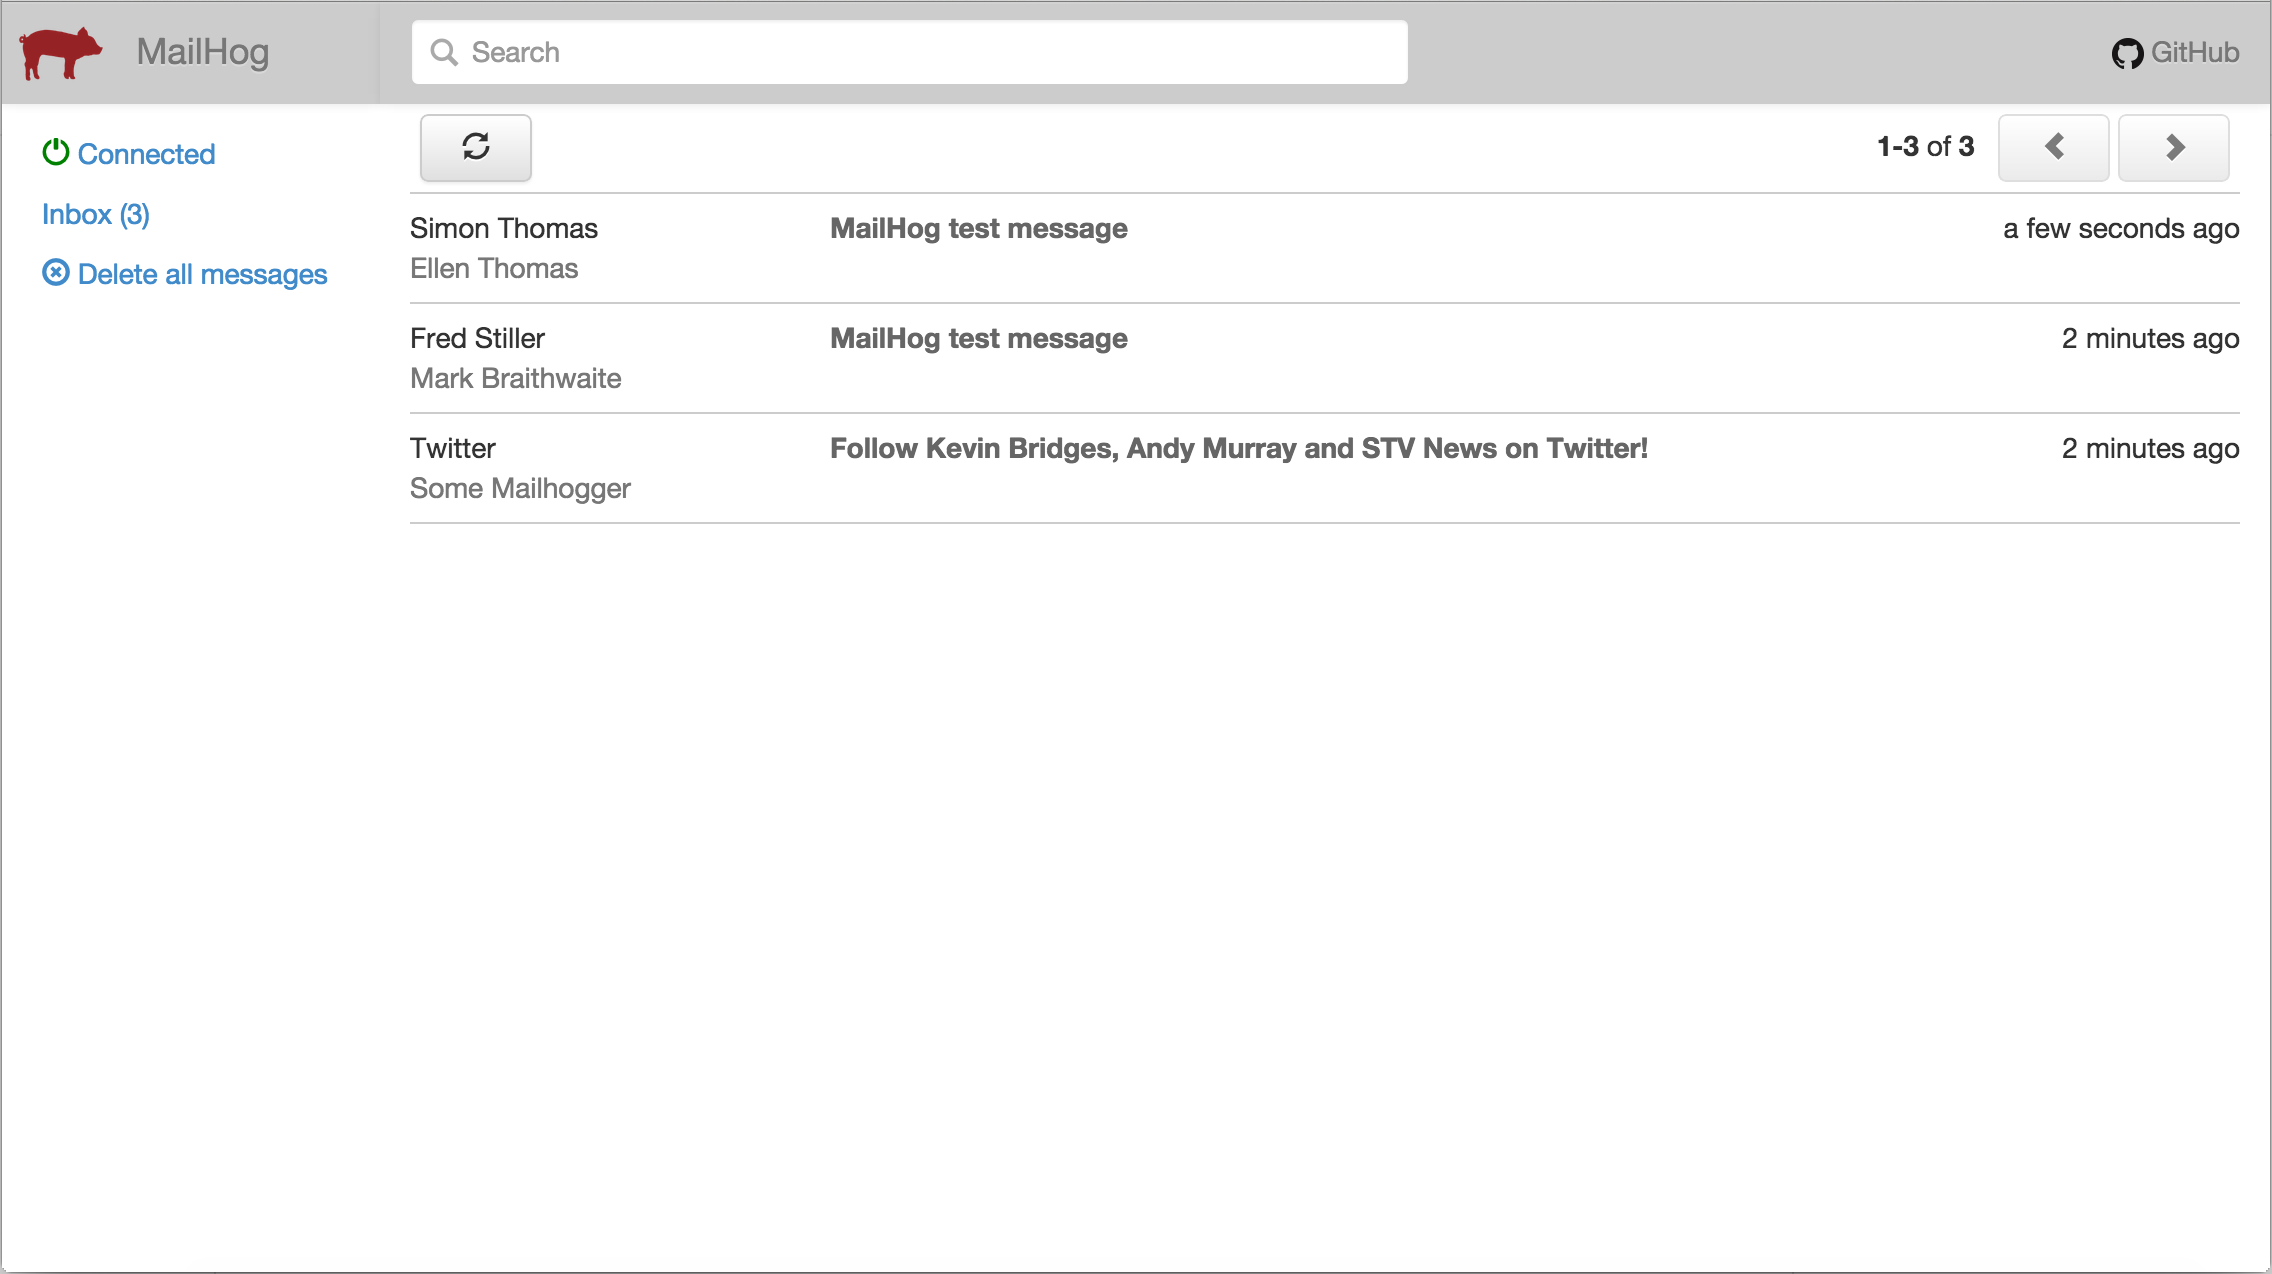 MailHog
Search
GitHub
Connected
Inbox (3)
Delete all messages
1-3 of 3
Simon Thomas MailHog test message a few seconds ago
Ellen Thomas
Fred Stiller MailHog test message 2 minutes ago
Mark Braithwaite
Twitter Follow Kevin Bridges, Andy Murray and STV News on Twitter! 2 minutes ago
Some Mailhogger